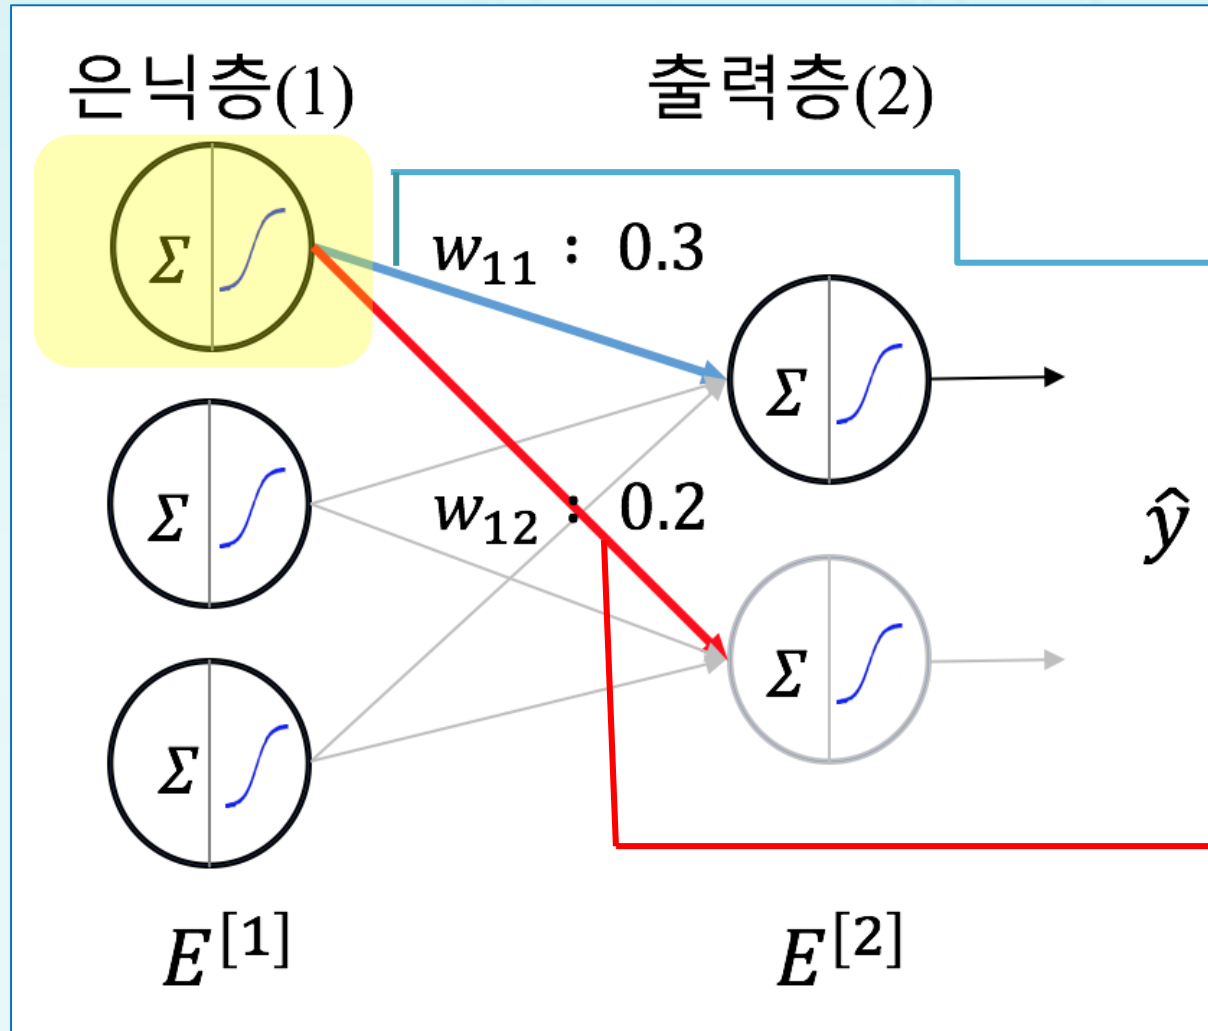 은닉층(1)
출력층(2)
Σ
w₁₁ : 0.3
Σ
Σ
w₁₂ : 0.2
ŷ
Σ
Σ
E^[1]
E^[2]